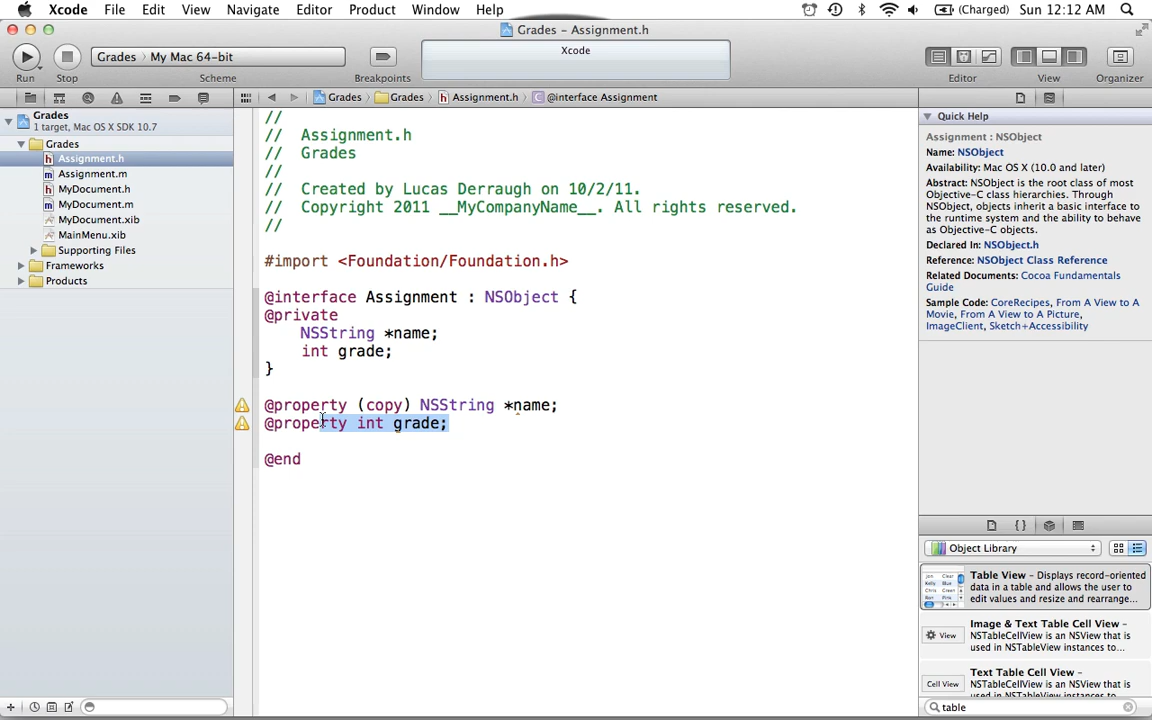 Xcode File Edit View Navigate Editor Product Window Help (Charged) Sun 12:12 AM
Grades – Assignment.h
Grades › My Mac 64-bit
Xcode
Run Stop Scheme Breakpoints Editor View Organizer
Grades › Grades › Assignment.h › @interface Assignment
Grades
1 target, Mac OS X SDK 10.7
Grades
Assignment.h
Assignment.m
MyDocument.h
MyDocument.m
MyDocument.xib
MainMenu.xib
Supporting Files
Frameworks
Products
//
// Assignment.h
// Grades
//
// Created by Lucas Derraugh on 10/2/11.
// Copyright 2011 __MyCompanyName__. All rights reserved.
//
#import <Foundation/Foundation.h>
@interface Assignment : NSObject {
@private
NSString *name;
int grade;
}
@property (copy) NSString *name;
@property int grade;
@end
Quick Help
Assignment : NSObject
Name: NSObject
Availability: Mac OS X (10.0 and later)
Abstract: NSObject is the root class of most
Objective-C class hierarchies. Through
NSObject, objects inherit a basic interface to
the runtime system and the ability to behave
as Objective-C objects.
Declared In: NSObject.h
Reference: NSObject Class Reference
Related Documents: Cocoa Fundamentals
Guide
Sample Code: CoreRecipes, From A View to A
Movie, From A View to A Picture,
ImageClient, Sketch+Accessibility
Object Library
Table View – Displays record-oriented
data in a table and allows the user to
edit values and resize and rearrange...
Image & Text Table Cell View –
NSTableCellView is an NSView that is
used in NSTableView instances to...
View
Text Table Cell View –
NSTableCellView is an NSView that is
used in NSTableView instances to...
Cell View
table